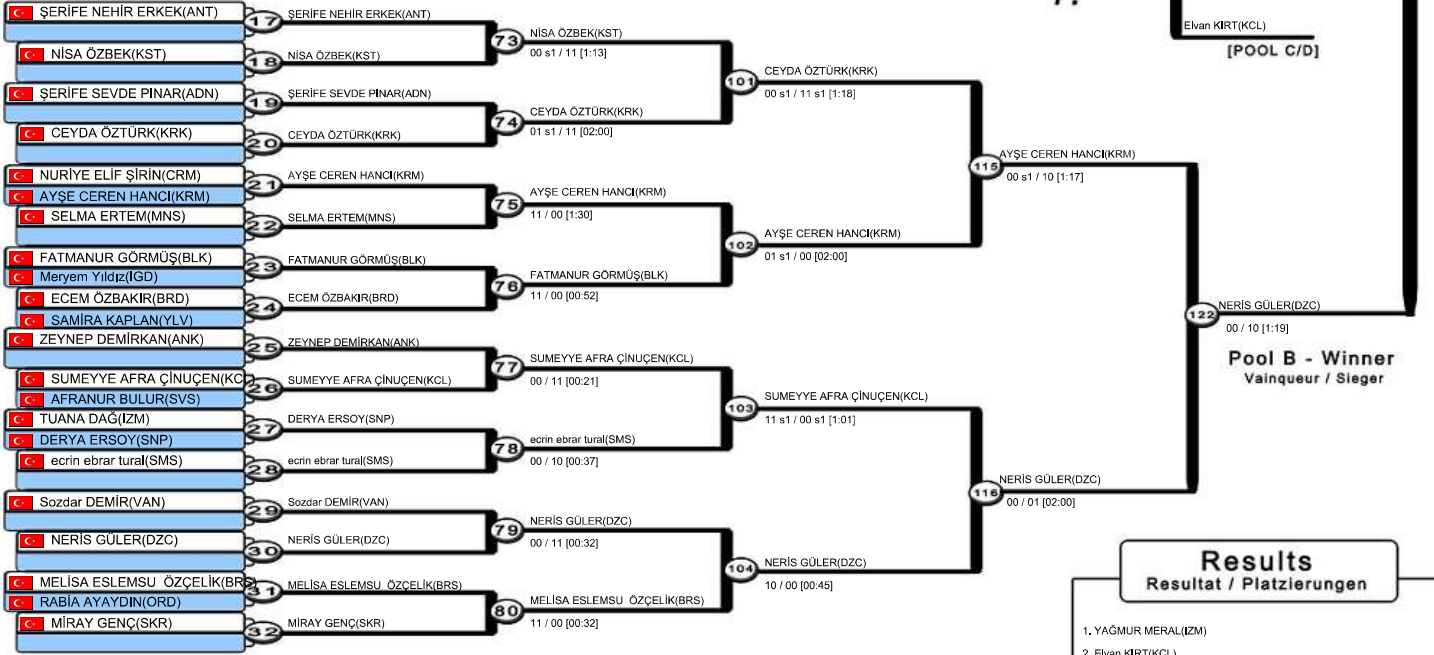 ŞERİFE NEHİR ERKEK(ANT)
NİSA ÖZBEK(KST)
ŞERİFE SEVDE PINAR(ADN)
CEYDA ÖZTÜRK(KRK)
NURİYE ELİF ŞİRİN(CRM)
AYŞE CEREN HANCI(KRM)
SELMA ERTEM(MNS)
FATMANUR GÖRMÜŞ(BLK)
Meryem Yıldız(IGD)
ECEM ÖZBAKIR(BRD)
SAMİRA KAPLAN(YLV)
ZEYNEP DEMİRKAN(ANK)
SUMEYYE AFRA ÇİNUÇEN(KC
AFRANUR BULUR(SVS)
TUANA DAĞ(İZM)
DERYA ERSOY(SNP)
ecrin ebrar tural(SMS)
Sozdar DEMİR(VAN)
NERİS GÜLER(DZC)
MELİSA ESLEMSU ÖZÇELİK(BRS)
RABİA AYAYDIN(ORD)
MİRAY GENÇ(SKR)
17
18
19
20
21
22
23
24
25
26
27
28
29
30
31
32
ŞERİFE NEHİR ERKEK(ANT)
NİSA ÖZBEK(KST)
ŞERİFE SEVDE PINAR(ADN)
CEYDA ÖZTÜRK(KRK)
AYŞE CEREN HANCI(KRM)
SELMA ERTEM(MNS)
FATMANUR GÖRMÜŞ(BLK)
ECEM ÖZBAKIR(BRD)
ZEYNEP DEMİRKAN(ANK)
SUMEYYE AFRA ÇİNUÇEN(KCL)
DERYA ERSOY(SNP)
ecrin ebrar tural(SMS)
Sozdar DEMİR(VAN)
NERİS GÜLER(DZC)
MELİSA ESLEMSU ÖZÇELİK(BRS)
MİRAY GENÇ(SKR)
73
NİSA ÖZBEK(KST)
00 s1 / 11 [1:13]
74
CEYDA ÖZTÜRK(KRK)
01 s1 / 11 [02:00]
75
AYŞE CEREN HANCI(KRM)
11 / 00 [1:30]
76
FATMANUR GÖRMÜŞ(BLK)
11 / 00 [00:52]
77
SUMEYYE AFRA ÇİNUÇEN(KCL)
00 / 11 [00:21]
78
ecrin ebrar tural(SMS)
00 / 10 [00:37]
79
NERİS GÜLER(DZC)
00 / 11 [00:32]
80
MELİSA ESLEMSU ÖZÇELİK(BRS)
11 / 00 [00:32]
101
CEYDA ÖZTÜRK(KRK)
00 s1 / 11 s1 [1:18]
102
AYŞE CEREN HANCI(KRM)
01 s1 / 00 [02:00]
103
SUMEYYE AFRA ÇİNUÇEN(KCL)
11 s1 / 00 s1 [1:01]
104
NERİS GÜLER(DZC)
10 / 00 [00:45]
115
AYŞE CEREN HANCI(KRM)
00 s1 / 10 [1:17]
116
NERİS GÜLER(DZC)
00 / 01 [02:00]
122
NERİS GÜLER(DZC)
00 / 10 [1:19]
Pool B - Winner
Vainqueur / Sieger
Elvan KIRT(KCL)
[POOL C/D]
Results
Resultat / Platzierungen
1. YAĞMUR MERAL(İZM)
2. Elvan KIRT(KCL)